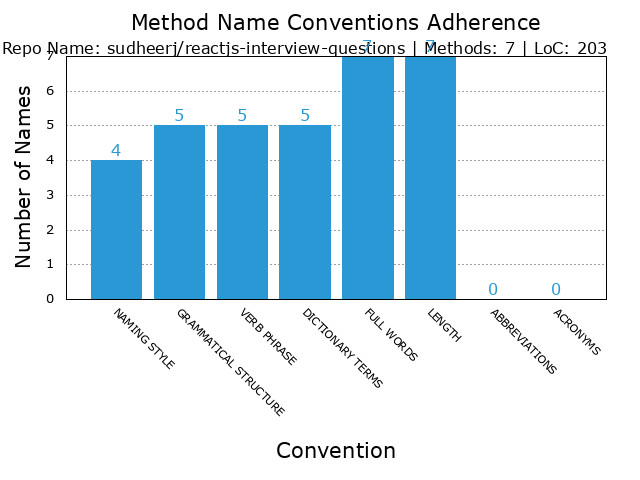 Method Name Conventions Adherence
Repo Name: sudheerj/reactjs-interview-questions | Methods: 7 | LoC: 203
7
6
5
4
3
2
1
0
Number of Names
4
5
5
5
7
7
0
0
NAMING STYLE
GRAMMATICAL STRUCTURE
VERB PHRASE
DICTIONARY TERMS
FULL WORDS
LENGTH
ABBREVIATIONS
ACRONYMS
Convention